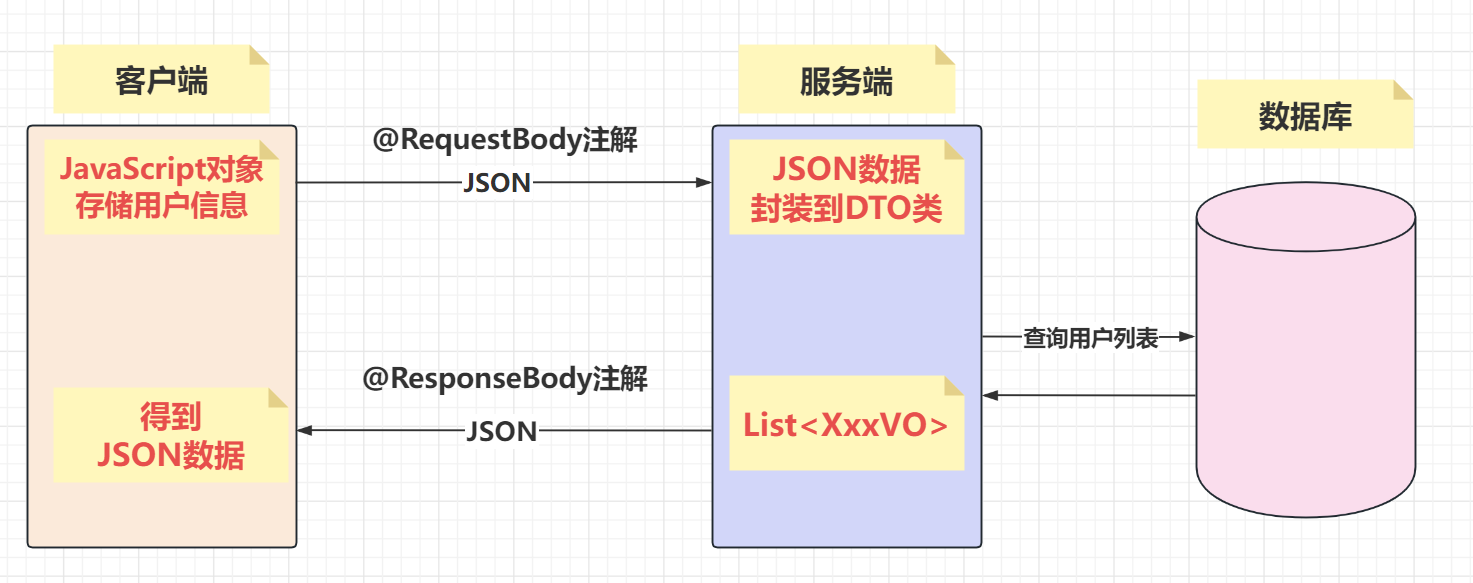 客户端
服务端
数据库
JavaScript对象
存储用户信息
@RequestBody注解
JSON
JSON数据
封装到DTO类
查询用户列表
@ResponseBody注解
JSON
得到
JSON数据
List<XxxVO>